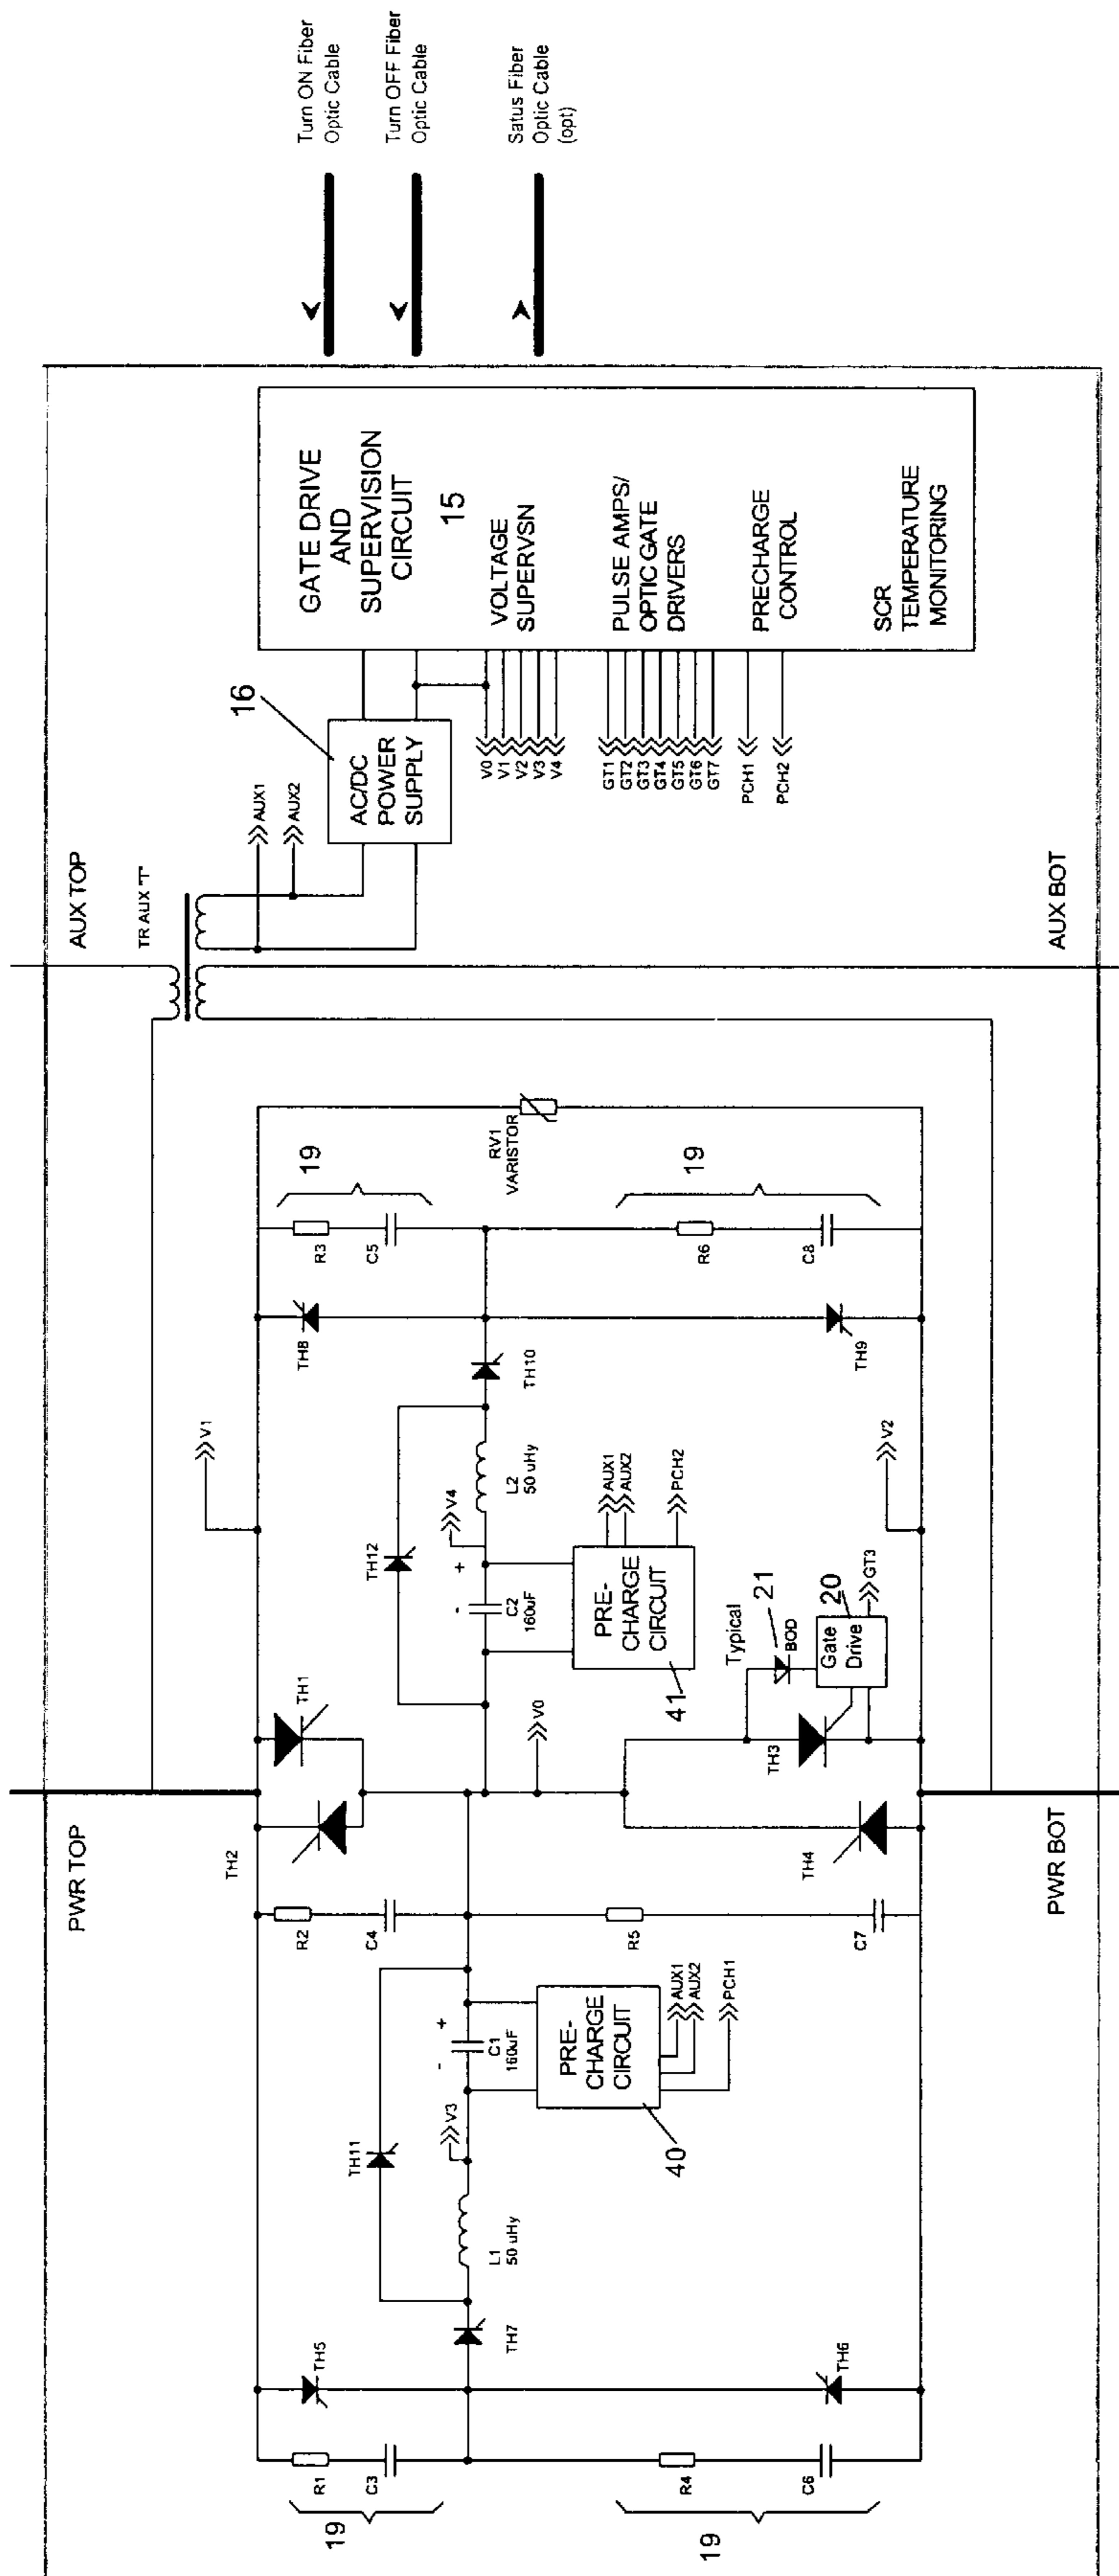 Turn ON Fiber
Optic Cable
Turn OFF Fiber
Optic Cable
Satus Fiber
Optic Cable
(opt)
AUX TOP
AUX BOT
TR AUX "T"
AUX1
AUX2
16
AC/DC
POWER
SUPPLY
GATE DRIVE
AND
SUPERVISION
CIRCUIT
15
VOLTAGE
SUPERVSN
PULSE AMPS/
OPTIC GATE
DRIVERS
PRECHARGE
CONTROL
SCR
TEMPERATURE
MONITORING
V0
V1
V2
V3
V4
GT1
GT2
GT3
GT4
GT5
GT6
GT7
PCH1
PCH2
PWR TOP
PWR BOT
RV1
VARISTOR
19
R3
C5
19
R6
C8
TH8
TH9
TH10
V1
V2
L2
50 uHy
V4
TH12
+
-
C2
160uF
PRE-
CHARGE
CIRCUIT
41
AUX1
AUX2
PCH2
Typical
21
BOD
20
Gate
Drive
GT3
TH1
TH2
V0
TH3
TH4
R2
C4
R5
C7
+
-
C1
160uF
PRE-
CHARGE
CIRCUIT
40
AUX1
AUX2
PCH1
V3
TH11
L1
50 uHy
TH7
TH5
TH6
R1
C3
19
R4
C6
19